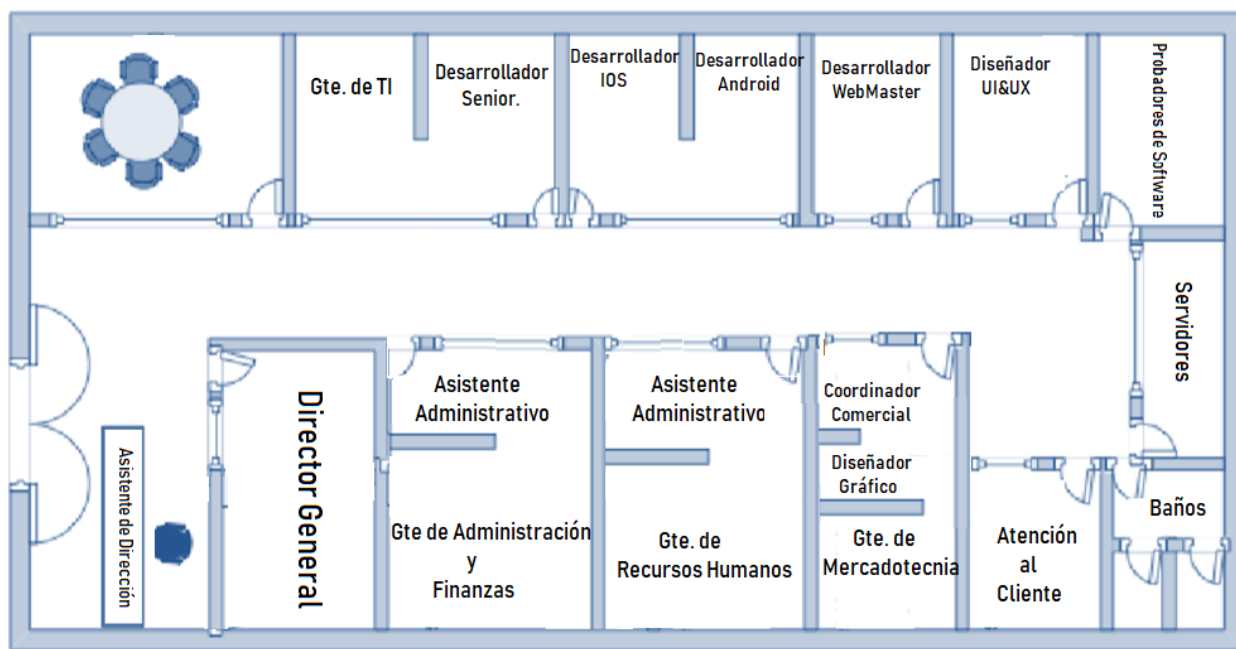 Gte. de TI
Desarrollador
Senior.
Desarrollador
IOS
Desarrollador
Android
Desarrollador
WebMaster
Diseñador
UI&UX
Probadores de Software
Servidores
Asistente de Dirección
Director General
Asistente
Administrativo
Gte de Administración
y
Finanzas
Asistente
Administrativo
Gte. de
Recursos Humanos
Coordinador
Comercial
Diseñador
Gráfico
Gte. de
Mercadotecnia
Atención
al
Cliente
Baños